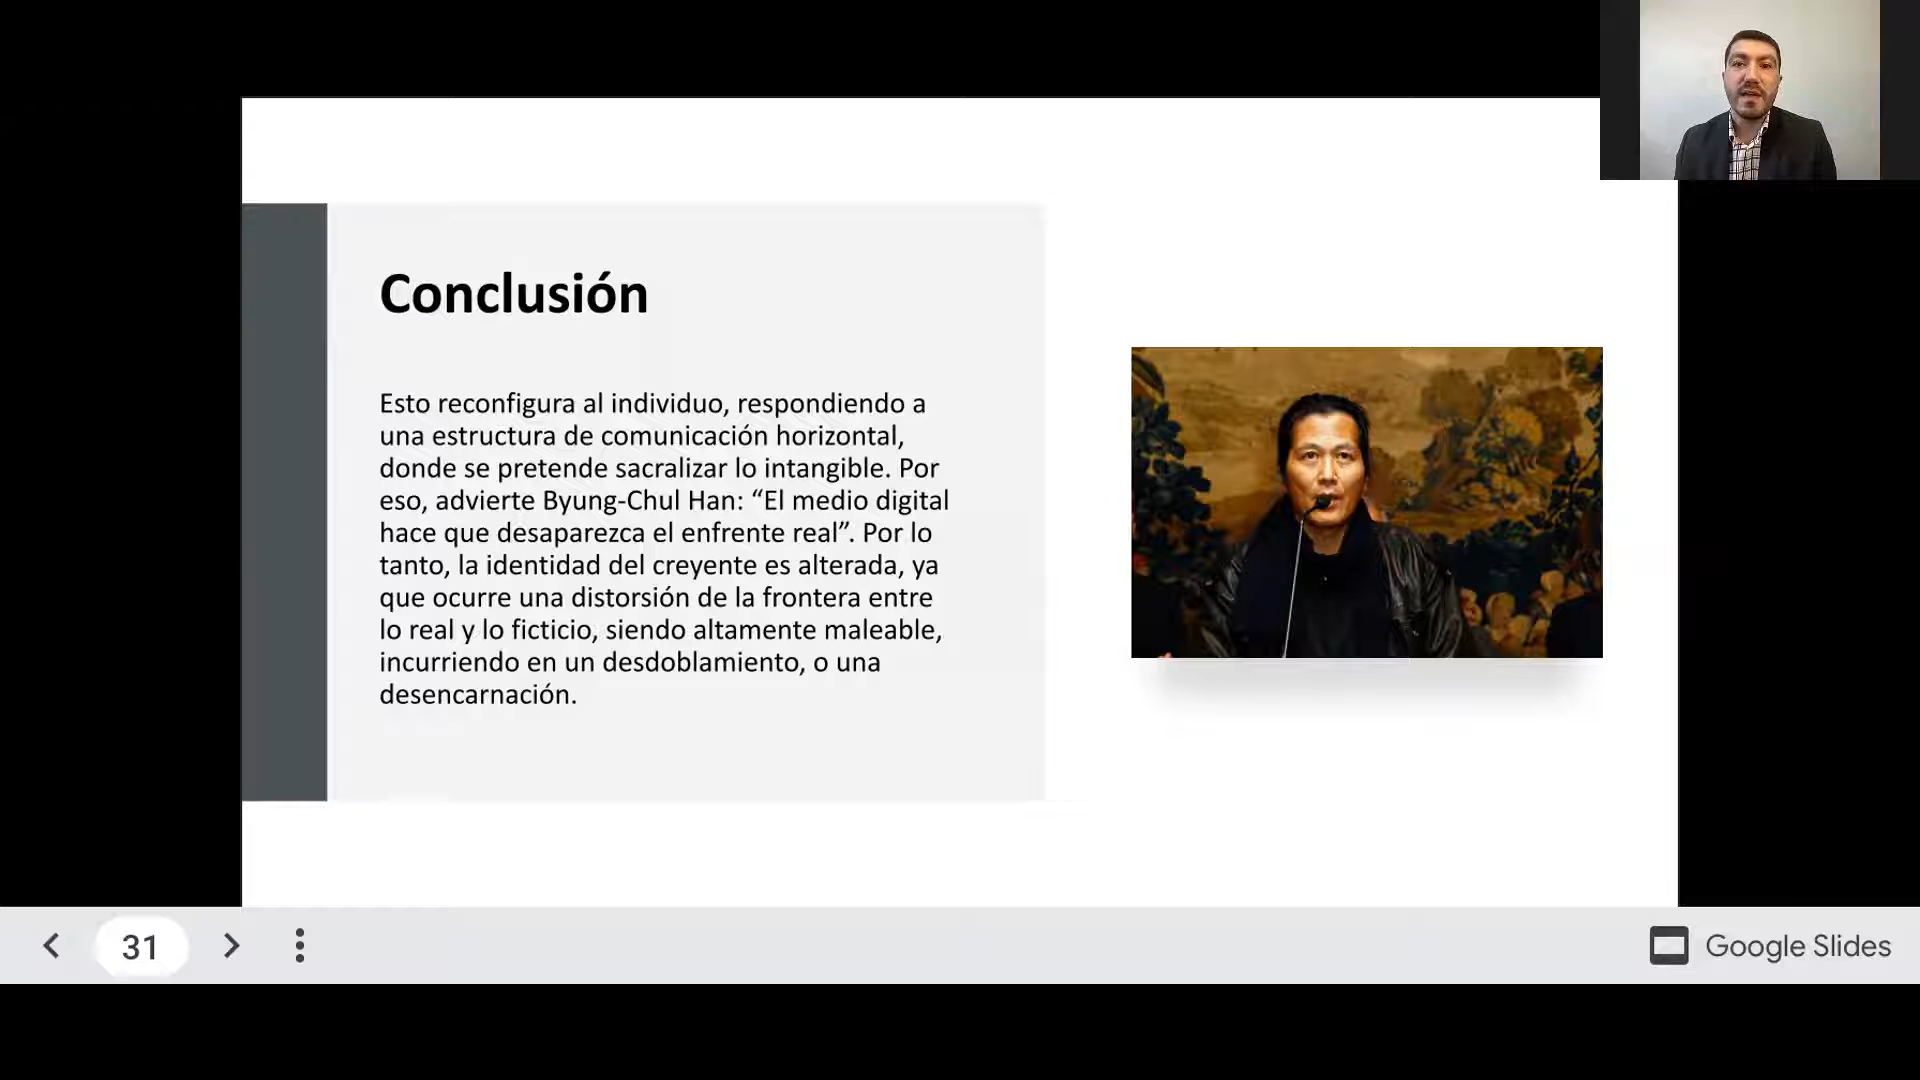 Conclusión
Esto reconfigura al individuo, respondiendo a
una estructura de comunicación horizontal,
donde se pretende sacralizar lo intangible. Por
eso, advierte Byung-Chul Han: “El medio digital
hace que desaparezca el enfrente real”. Por lo
tanto, la identidad del creyente es alterada, ya
que ocurre una distorsión de la frontera entre
lo real y lo ficticio, siendo altamente maleable,
incurriendo en un desdoblamiento, o una
desencarnación.
31
Google Slides